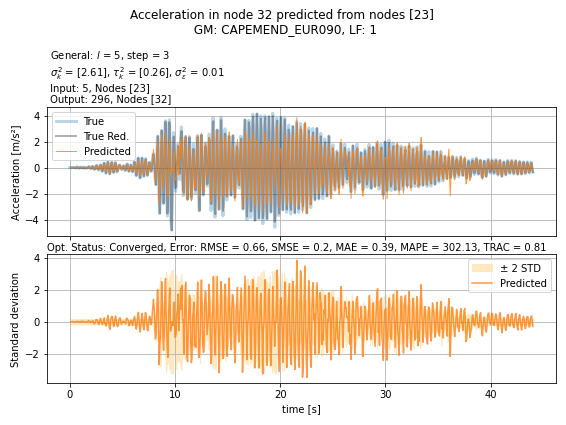 Acceleration in node 32 predicted from nodes [23]
GM: CAPEMEND_EUR090, LF: 1
General: l = 5, step = 3
σ²ₖ = [2.61], τ²ₖ = [0.26], σ²ₑ = 0.01
Input: 5, Nodes [23]
Output: 296, Nodes [32]
True
True Red.
Predicted
Acceleration [m/s²]
4
2
0
−2
−4
Opt. Status: Converged, Error: RMSE = 0.66, SMSE = 0.2, MAE = 0.39, MAPE = 302.13, TRAC = 0.81
± 2 STD
Predicted
Standard deviation
4
2
0
−2
0 10 20 30 40
time [s]